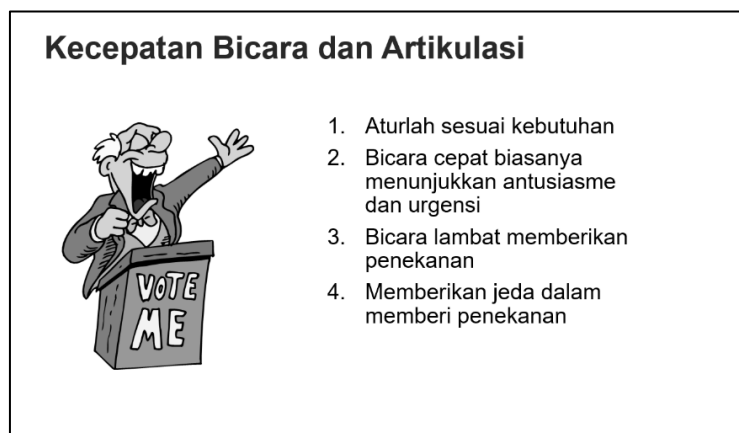 Kecepatan Bicara dan Artikulasi
1. Aturlah sesuai kebutuhan
2. Bicara cepat biasanya
menunjukkan antusiasme
dan urgensi
3. Bicara lambat memberikan
penekanan
4. Memberikan jeda dalam
memberi penekanan
VOTE
ME